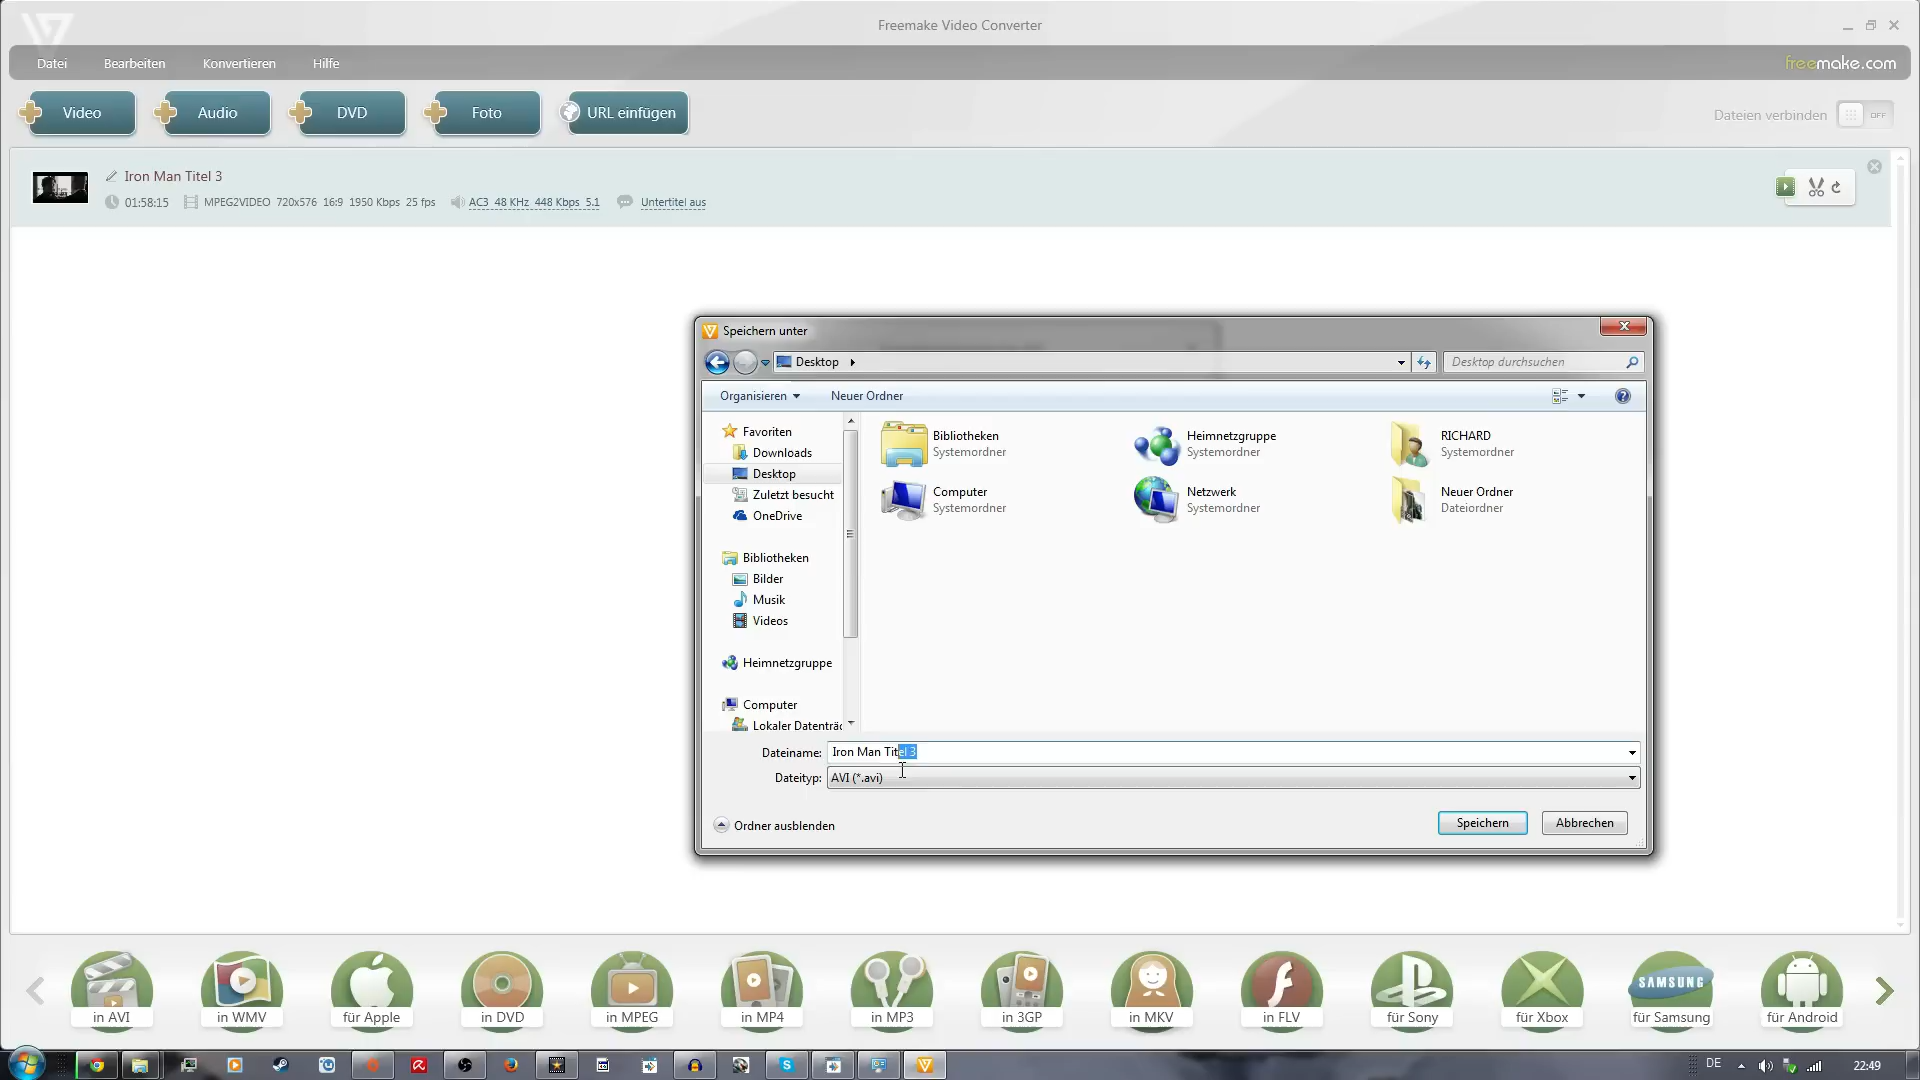 Freemake Video Converter
Datei Bearbeiten Konvertieren Hilfe freemake.com
Video Audio DVD Foto URL einfügen Dateien verbinden OFF
Iron Man Titel 3
01:58:15 MPEG2VIDEO 720x576 16:9 1950 Kbps 25 fps AC3 48 KHz 448 Kbps 5.1 Untertitel aus
Speichern unter
Desktop Desktop durchsuchen
Organisieren Neuer Ordner
Favoriten
Downloads
Desktop
Zuletzt besucht
OneDrive
Bibliotheken
Bilder
Musik
Videos
Heimnetzgruppe
Computer
Lokaler Datenträ
Bibliotheken
Systemordner
Heimnetzgruppe
Systemordner
RICHARD
Systemordner
Computer
Systemordner
Netzwerk
Systemordner
Neuer Ordner
Dateiordner
Dateiname: Iron Man Titel 3
Dateityp: AVI (*.avi)
Ordner ausblenden Speichern Abbrechen
SAMSUNG
in AVI in WMV für Apple in DVD in MPEG in MP4 in MP3 in 3GP in MKV in FLV für Sony für Xbox für Samsung für Android
DE 22:49